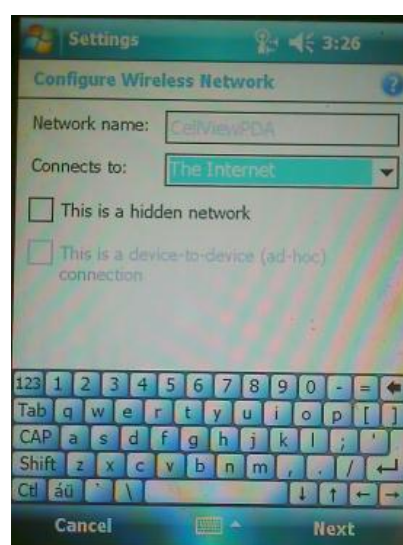 Settings 3:26
Configure Wireless Network ?
Network name: CellViewPDA
Connects to: The Internet
This is a hidden network
This is a device-to-device (ad-hoc)
connection
123 1 2 3 4 5 6 7 8 9 0 - =
Tab q w e r t y u i o p [ ]
CAP a s d f g h j k l ; '
Shift z x c v b n m , . /
Ctl áü ` \
Cancel Next